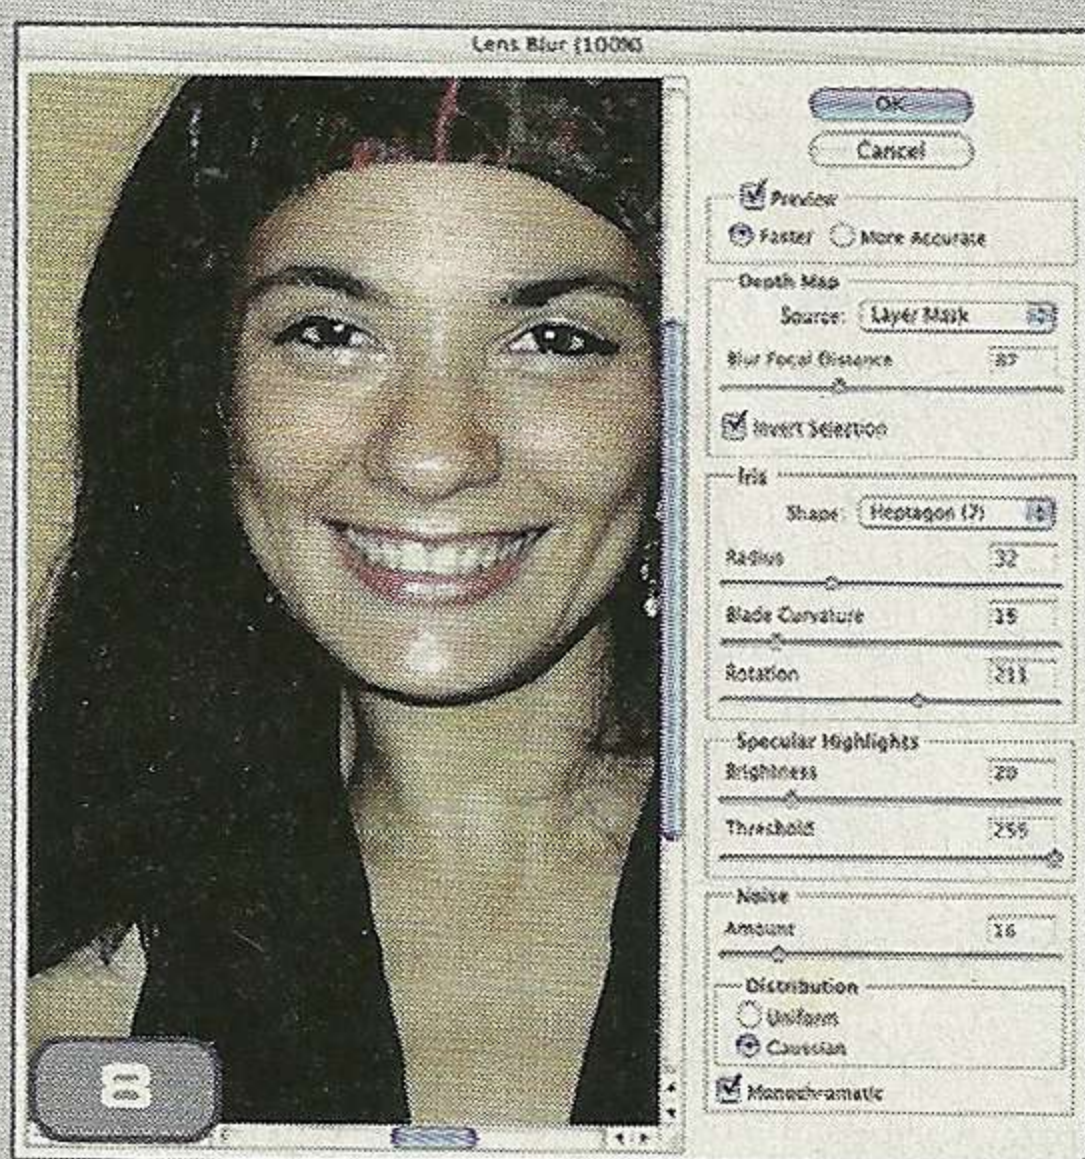 Lens Blur (100%)
OK
Cancel
Preview
Faster More Accurate
Depth Map
Source: Layer Mask
Blur Focal Distance 87
Invert Selection
Iris
Shape: Heptagon (7)
Radius 32
Blade Curvature 15
Rotation 211
Specular Highlights
Brightness 20
Threshold 255
Noise
Amount 16
Distribution
Uniform
Gaussian
Monochromatic
8